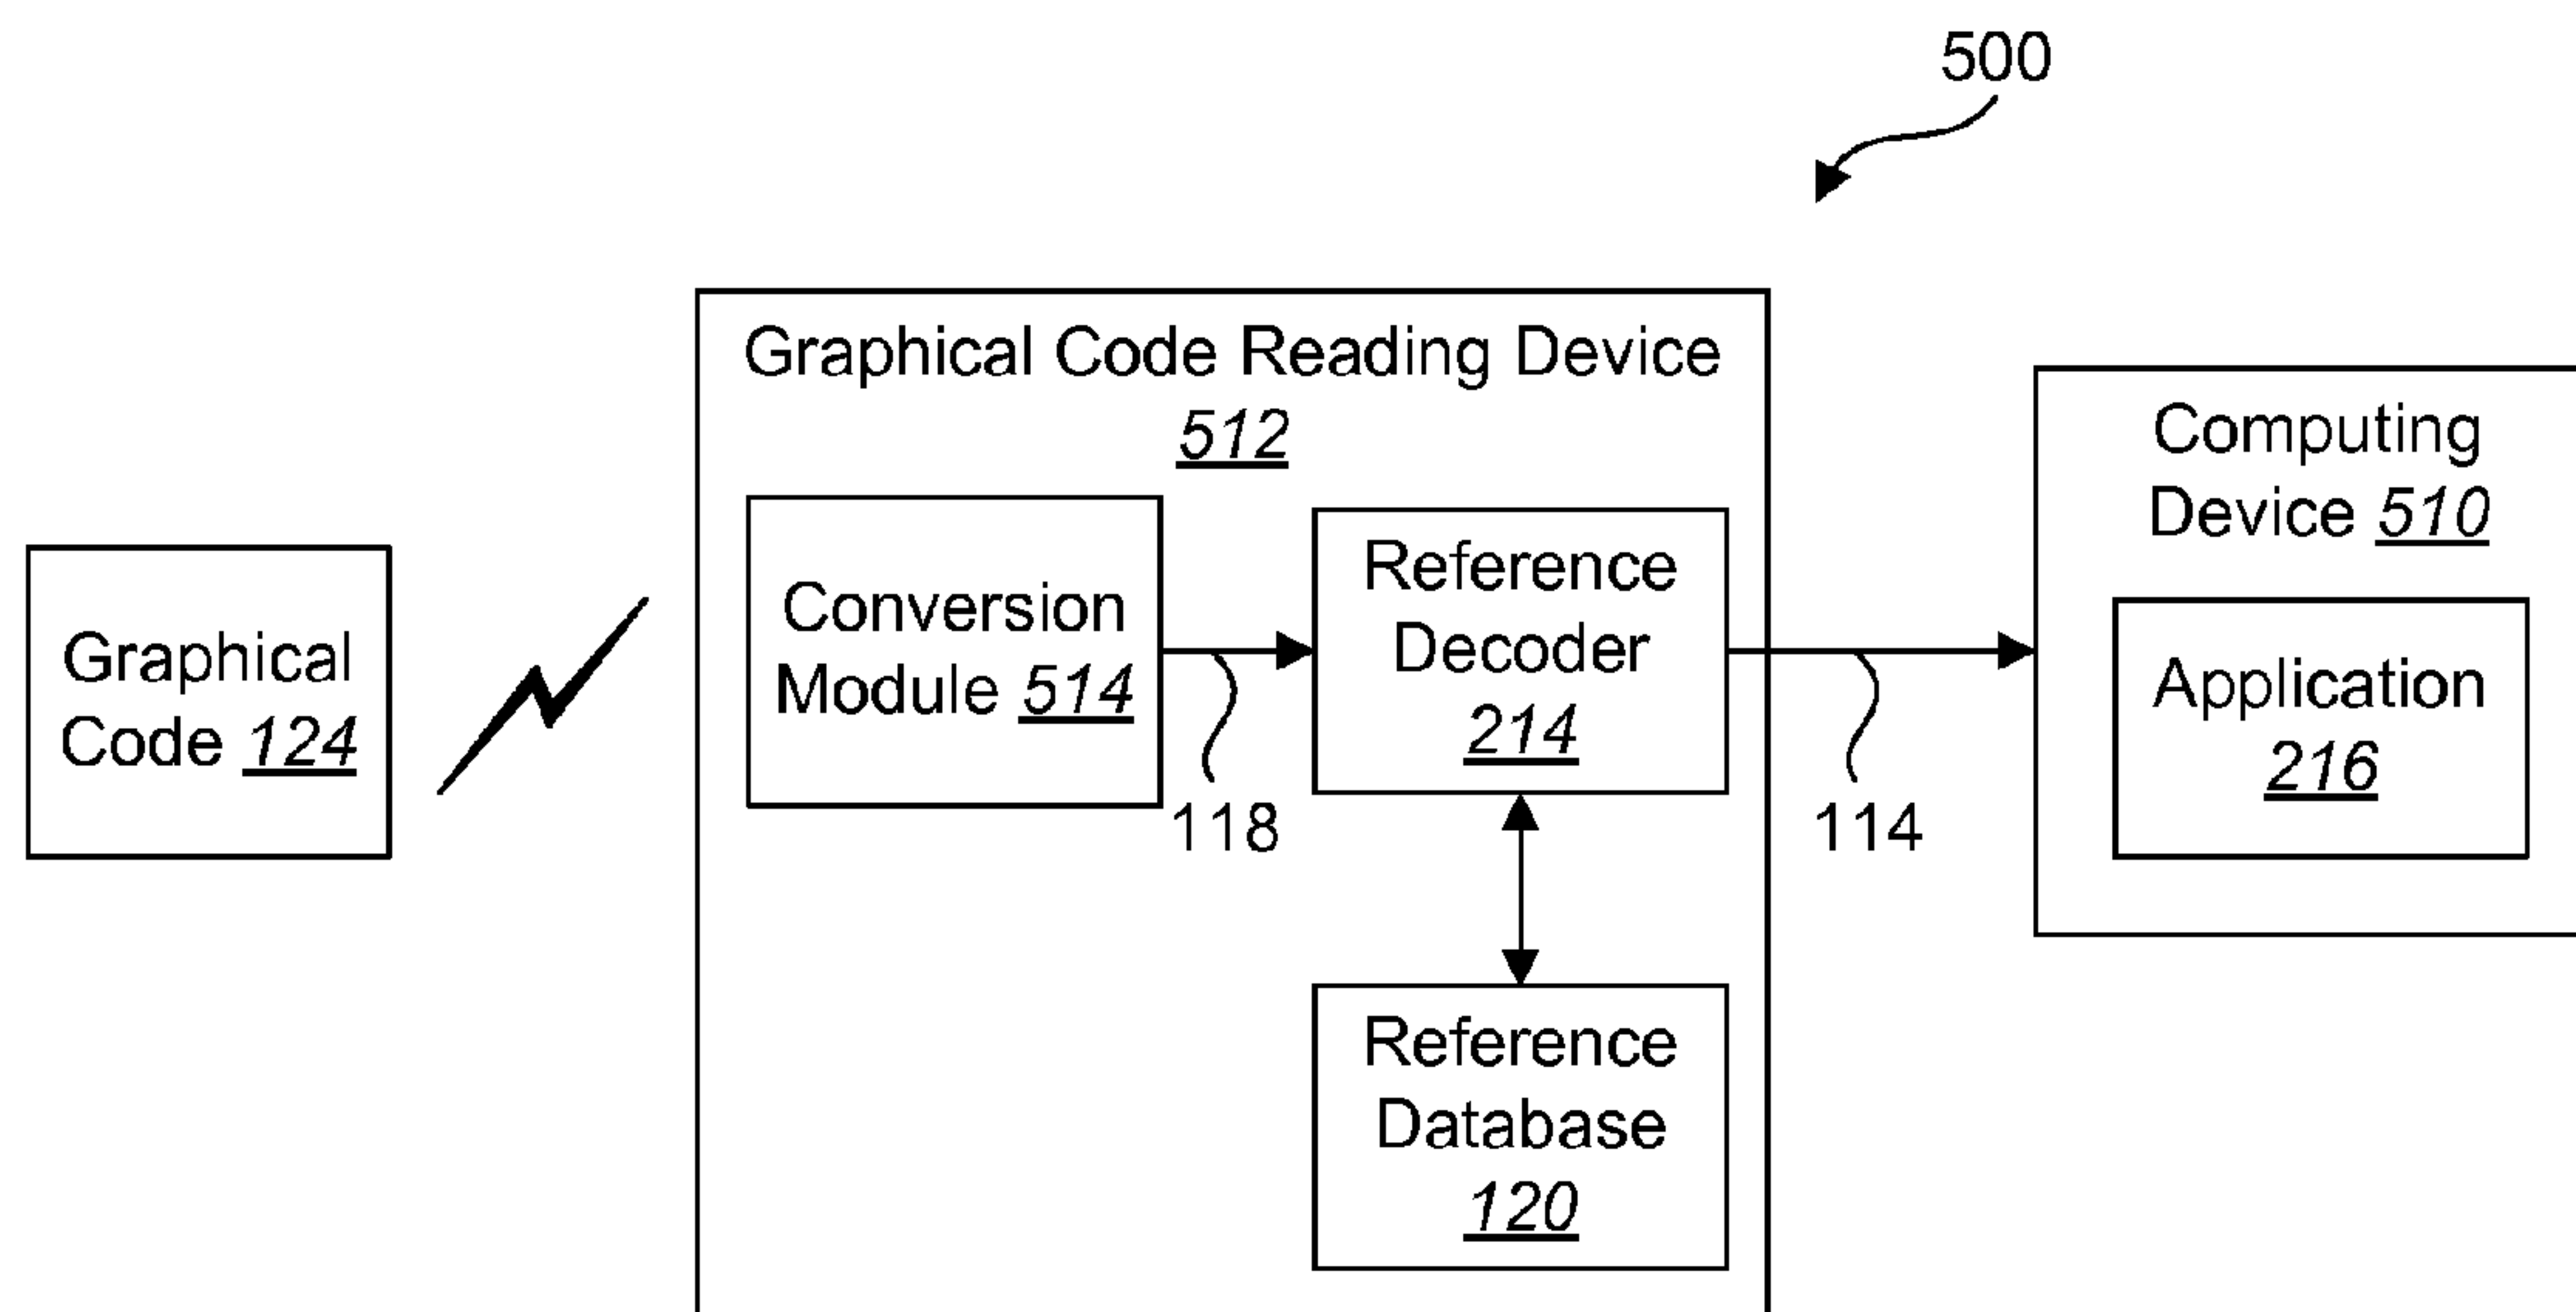 500
Graphical Code Reading Device
512
Graphical
Code 124
Conversion
Module 514
118
Reference
Decoder
214
Reference
Database
120
114
Computing
Device 510
Application
216